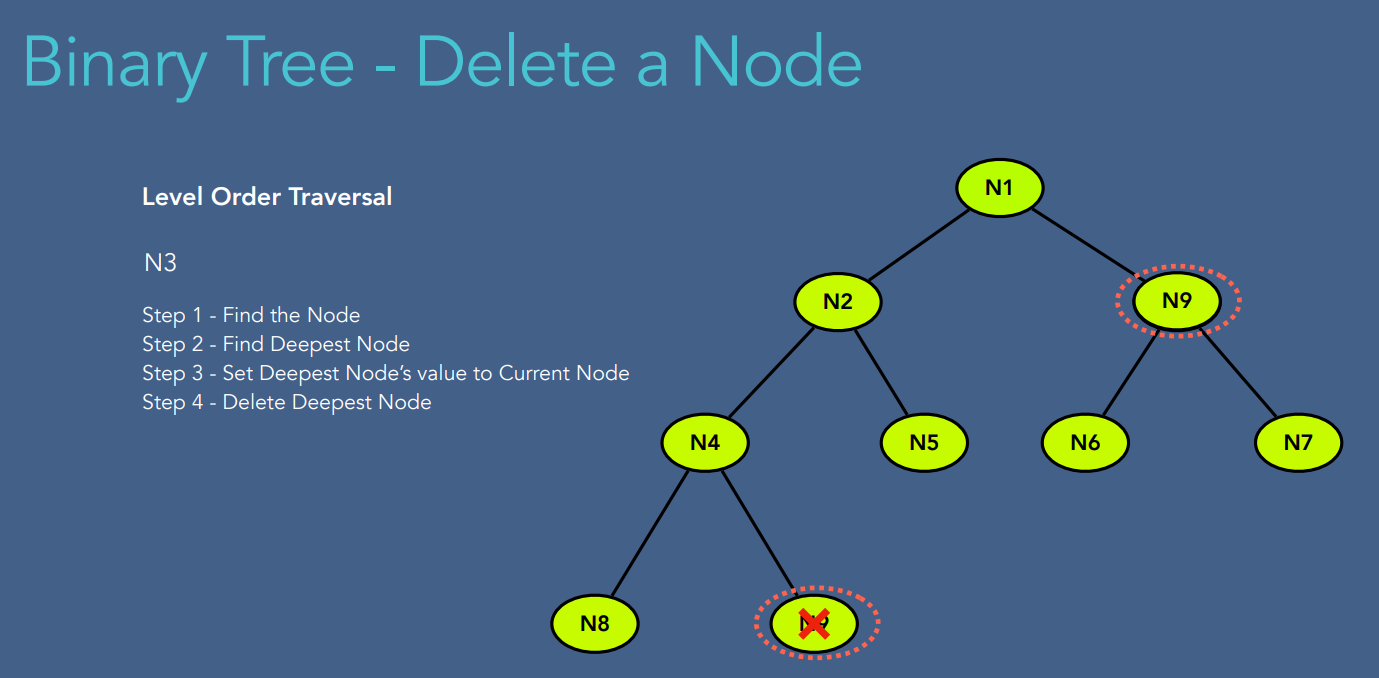 Binary Tree - Delete a Node
Level Order Traversal
N3
Step 1 - Find the Node
Step 2 - Find Deepest Node
Step 3 - Set Deepest Node’s value to Current Node
Step 4 - Delete Deepest Node
N1
N2
N9
N4
N5
N6
N7
N8
N9